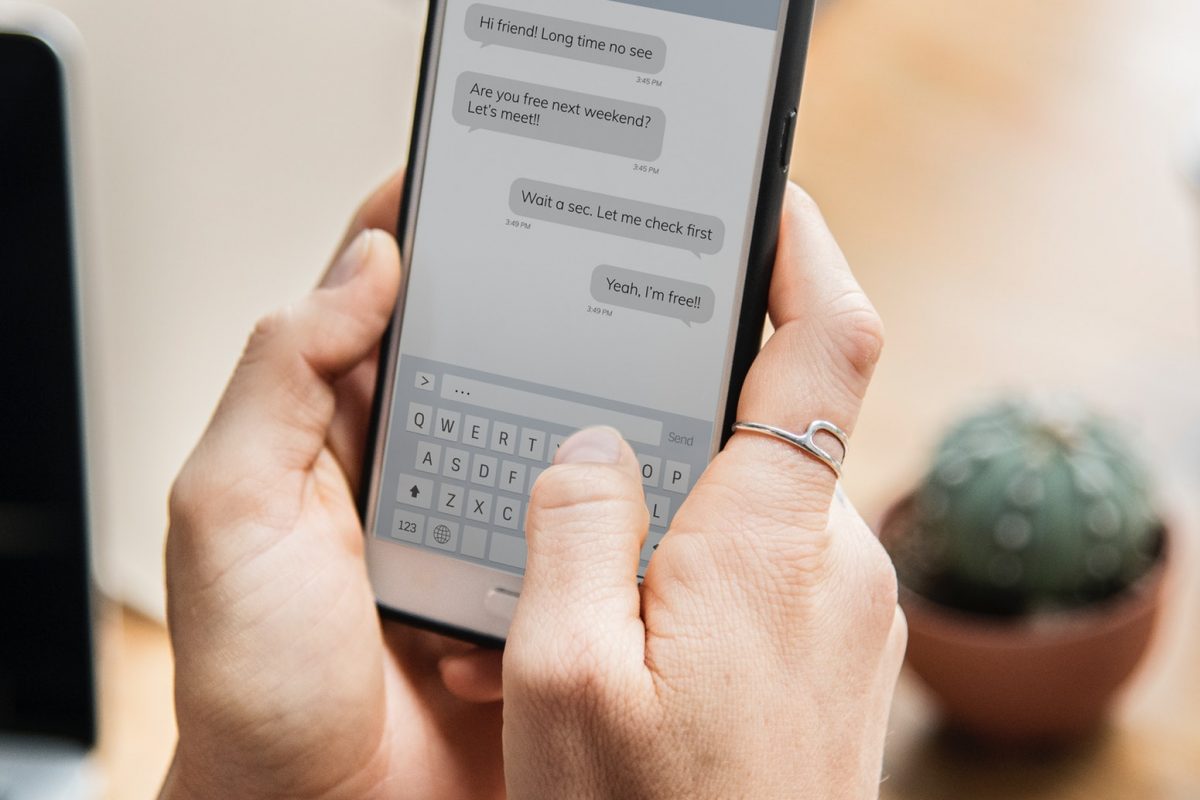 Hi friend! Long time no see
3:45 PM
Are you free next weekend?
Let's meet!!
3:45 PM
Wait a sec. Let me check first
3:49 PM
Yeah, I'm free!!
3:49 PM
> ... Send
Q W E R T O P
A S D F L
Z X C
123